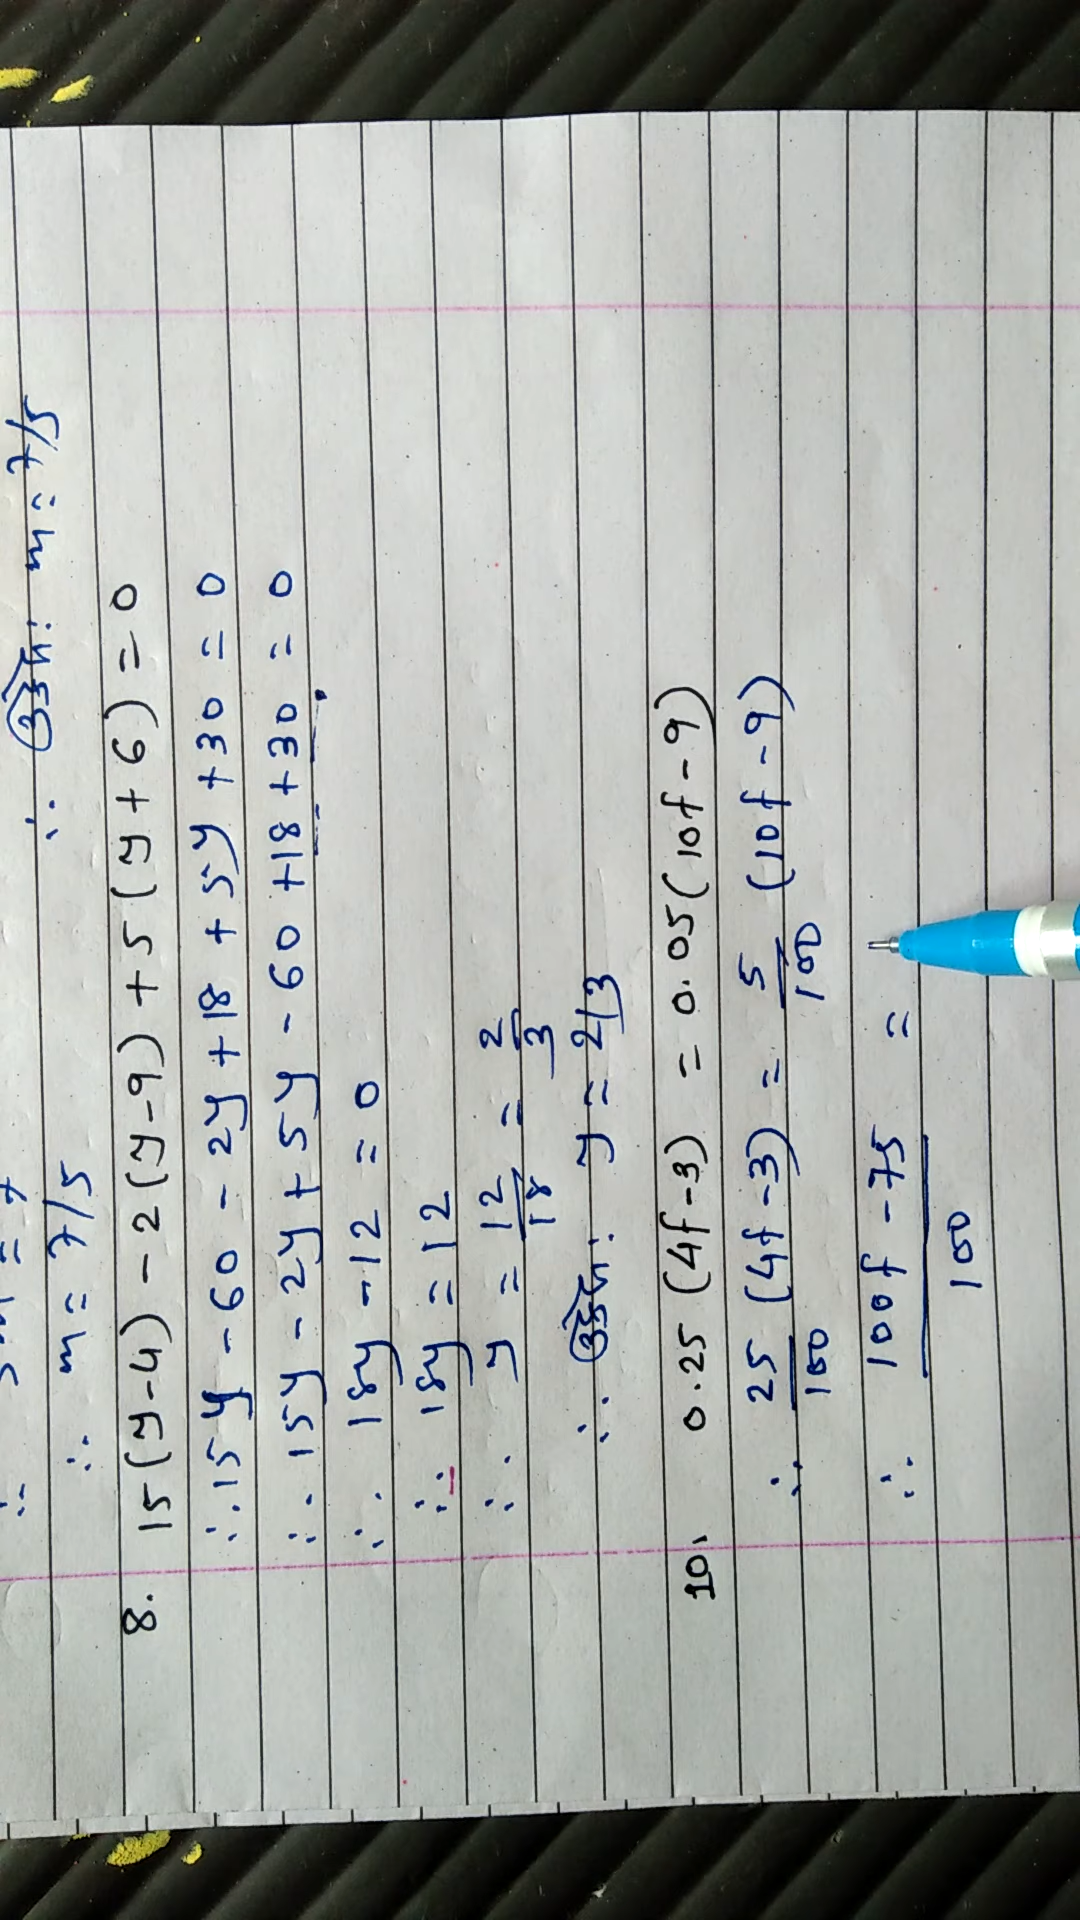 ∴ उत्तर: m = 7/5
∴ m = 7/5
8. 15(y-4) - 2(y-9) + 5(y+6) = 0
∴ 15y - 60 - 2y + 18 + 5y + 30 = 0
∴ 15y - 2y + 5y - 60 + 18 + 30 = 0
∴ 18y - 12 = 0
∴ 18y = 12
∴ y = 12/18 = 2/3
∴ उत्तर: y = 2/3
10. 0.25 (4f-3) = 0.05(10f-9)
∴ 25/100 (4f-3) = 5/100 (10f-9)
∴ 100f - 75 / 100 =